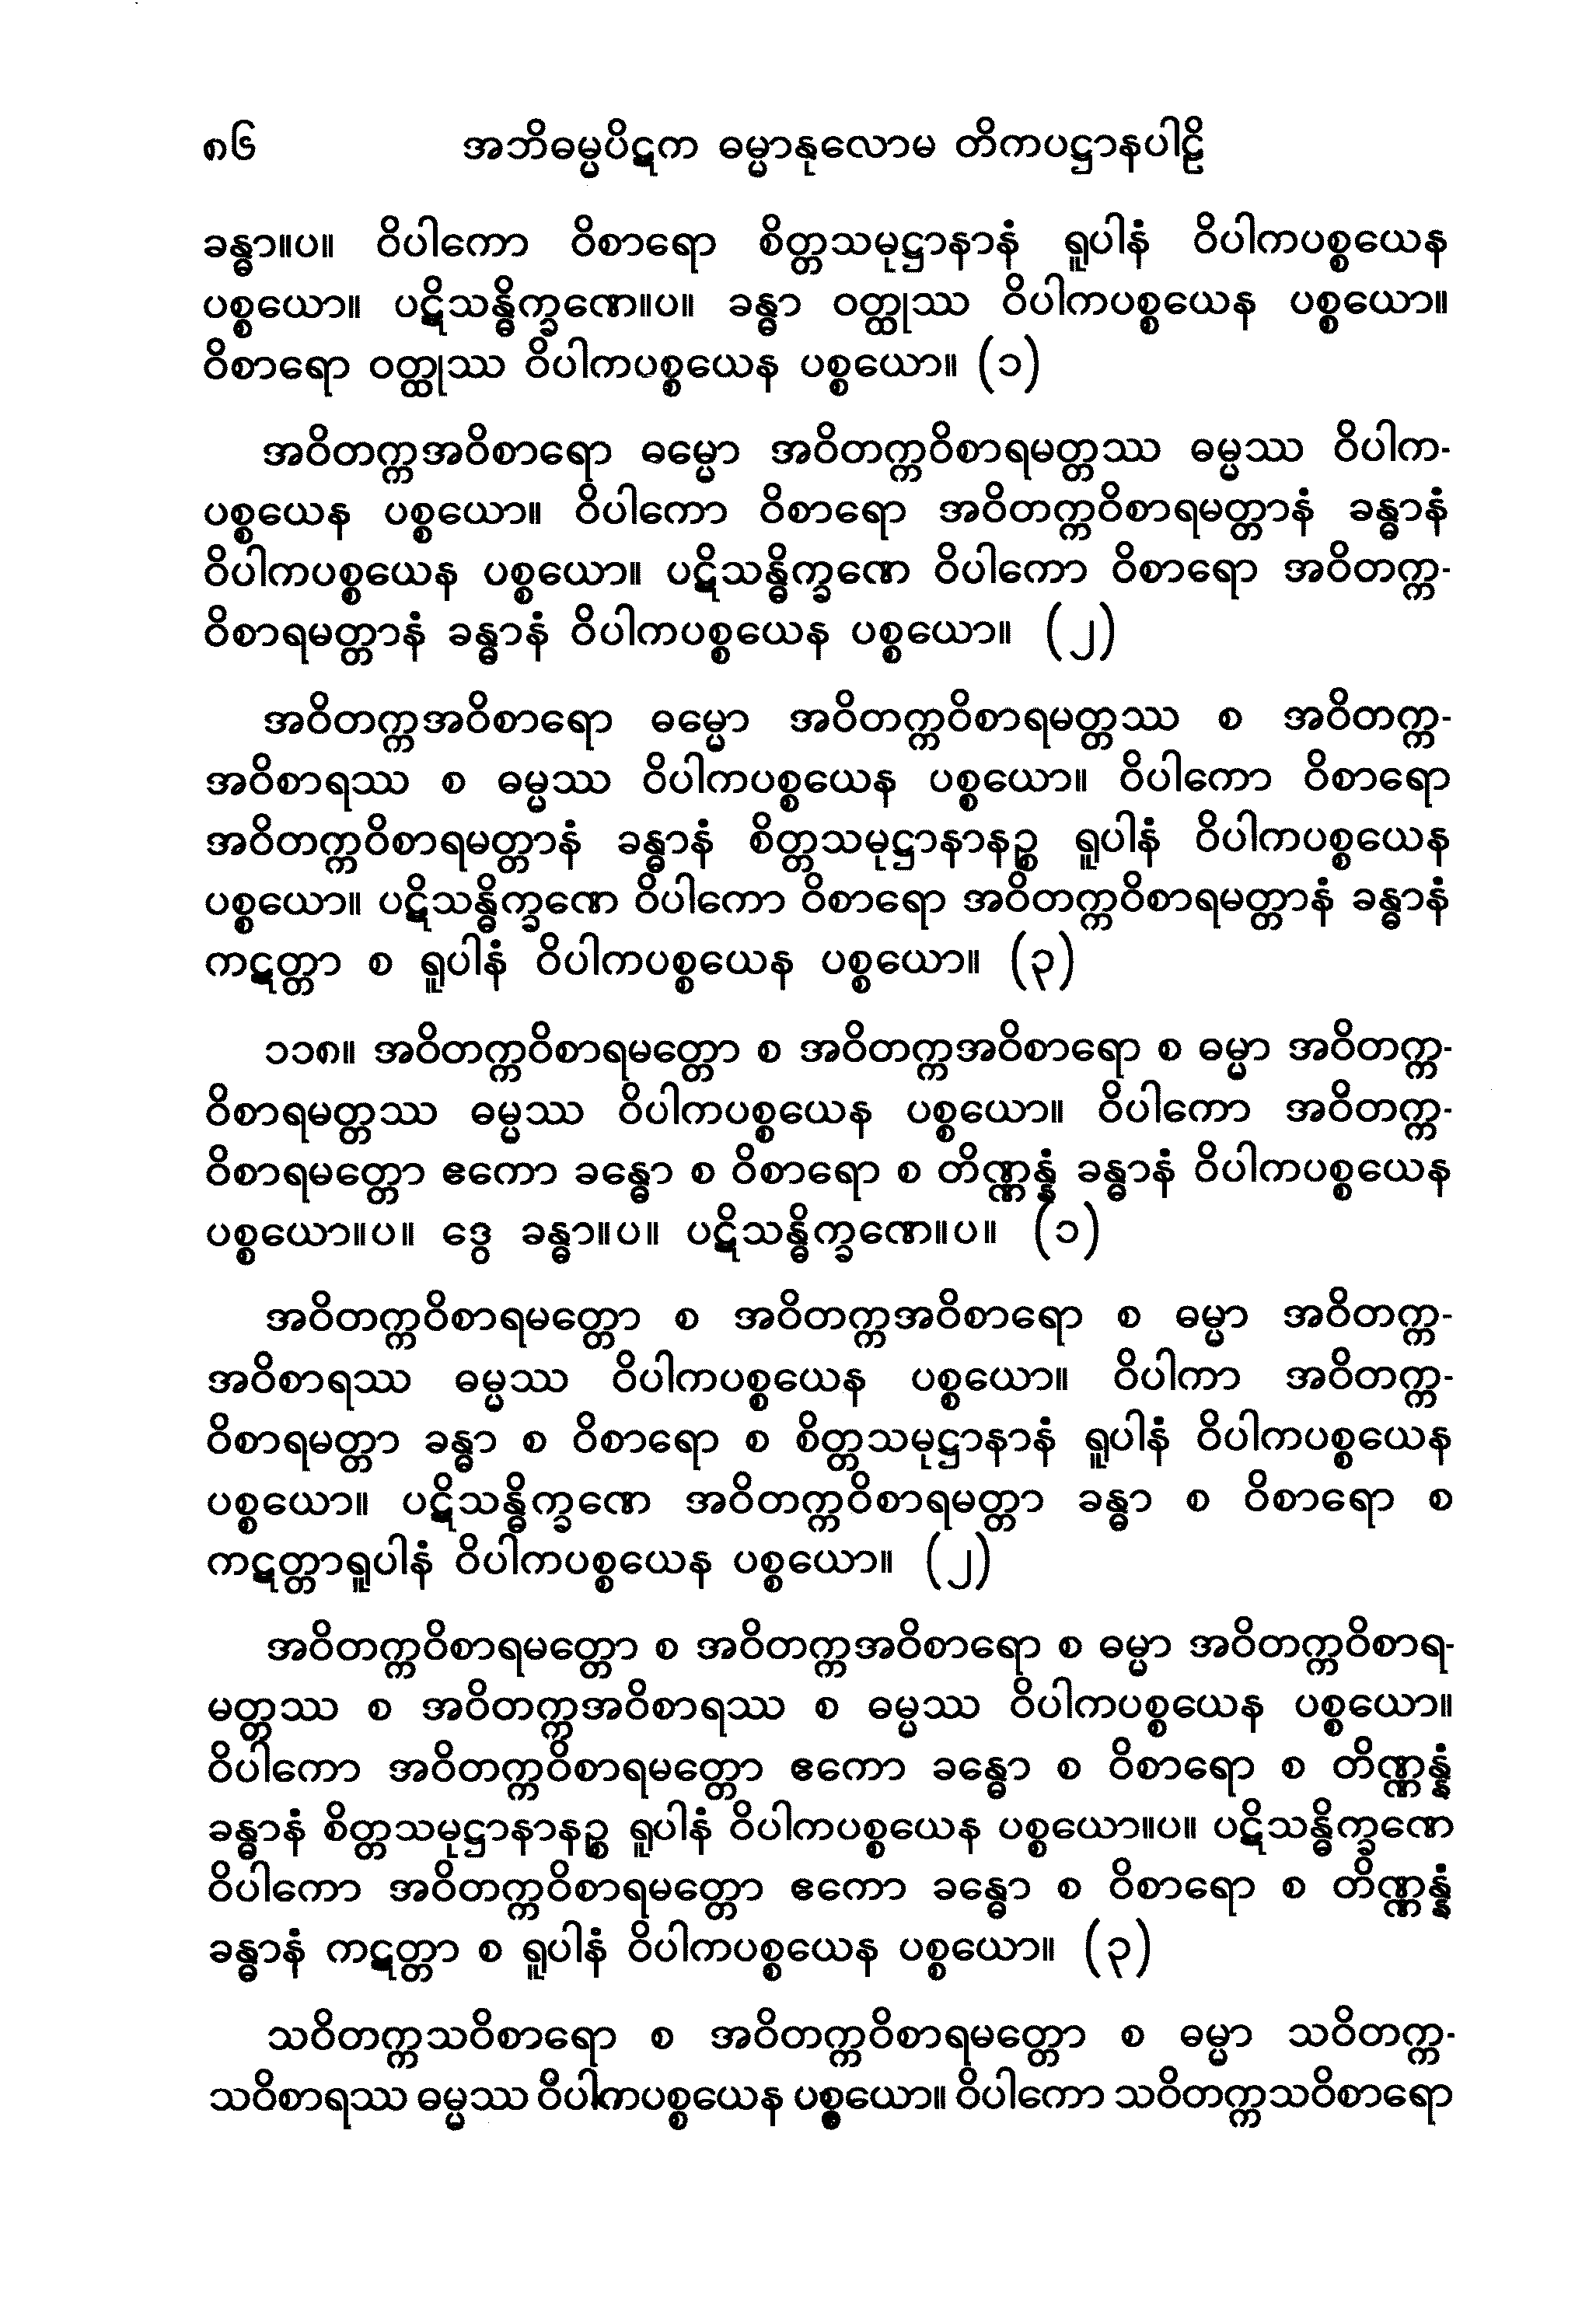 ၈၆ အဘိဓမ္မပိဋက ဓမ္မာနုလောမ တိကပဋ္ဌာနပါဠိ
ခန္ဓာ။ပ။ ဝိပါကော ဝိစာရော စိတ္တသမုဋ္ဌာနာနံ ရူပါနံ ဝိပါကပစ္စယေန
ပစ္စယော။ ပဋိသန္ဓိက္ခဏေ။ပ။ ခန္ဓာ ဝတ္ထုဿ ဝိပါကပစ္စယေန ပစ္စယော။
ဝိစာရော ဝတ္ထုဿ ဝိပါကပစ္စယေန ပစ္စယော။ (၁)
အဝိတက္ကအဝိစာရော ဓမ္မော အဝိတက္ကဝိစာရမတ္တဿ ဓမ္မဿ ဝိပါက-
ပစ္စယေန ပစ္စယော။ ဝိပါကော ဝိစာရော အဝိတက္ကဝိစာရမတ္တာနံ ခန္ဓာနံ
ဝိပါကပစ္စယေန ပစ္စယော။ ပဋိသန္ဓိက္ခဏေ ဝိပါကော ဝိစာရော အဝိတက္က-
ဝိစာရမတ္တာနံ ခန္ဓာနံ ဝိပါကပစ္စယေန ပစ္စယော။ (၂)
အဝိတက္ကအဝိစာရော ဓမ္မော အဝိတက္ကဝိစာရမတ္တဿ စ အဝိတက္က-
အဝိစာရဿ စ ဓမ္မဿ ဝိပါကပစ္စယေန ပစ္စယော။ ဝိပါကော ဝိစာရော
အဝိတက္ကဝိစာရမတ္တာနံ ခန္ဓာနံ စိတ္တသမုဋ္ဌာနာနဉ္စ ရူပါနံ ဝိပါကပစ္စယေန
ပစ္စယော။ ပဋိသန္ဓိက္ခဏေ ဝိပါကော ဝိစာရော အဝိတက္ကဝိစာရမတ္တာနံ ခန္ဓာနံ
ကဋတ္တာ စ ရူပါနံ ဝိပါကပစ္စယေန ပစ္စယော။ (၃)
၁၁၈။ အဝိတက္ကဝိစာရမတ္တော စ အဝိတက္ကအဝိစာရော စ ဓမ္မာ အဝိတက္က-
ဝိစာရမတ္တဿ ဓမ္မဿ ဝိပါကပစ္စယေန ပစ္စယော။ ဝိပါကော အဝိတက္က-
ဝိစာရမတ္တော ဧကော ခန္ဓော စ ဝိစာရော စ တိဏ္ဏန္နံ ခန္ဓာနံ ဝိပါကပစ္စယေန
ပစ္စယော။ပ။ ဒွေ ခန္ဓာ။ပ။ ပဋိသန္ဓိက္ခဏေ။ပ။ (၁)
အဝိတက္ကဝိစာရမတ္တော စ အဝိတက္ကအဝိစာရော စ ဓမ္မာ အဝိတက္က-
အဝိစာရဿ ဓမ္မဿ ဝိပါကပစ္စယေန ပစ္စယော။ ဝိပါကာ အဝိတက္က-
ဝိစာရမတ္တာ ခန္ဓာ စ ဝိစာရော စ စိတ္တသမုဋ္ဌာနာနံ ရူပါနံ ဝိပါကပစ္စယေန
ပစ္စယော။ ပဋိသန္ဓိက္ခဏေ အဝိတက္ကဝိစာရမတ္တာ ခန္ဓာ စ ဝိစာရော စ
ကဋတ္တာရူပါနံ ဝိပါကပစ္စယေန ပစ္စယော။ (၂)
အဝိတက္ကဝိစာရမတ္တော စ အဝိတက္ကအဝိစာရော စ ဓမ္မာ အဝိတက္ကဝိစာရ-
မတ္တဿ စ အဝိတက္ကအဝိစာရဿ စ ဓမ္မဿ ဝိပါကပစ္စယေန ပစ္စယော။
ဝိပါကော အဝိတက္ကဝိစာရမတ္တော ဧကော ခန္ဓော စ ဝိစာရော စ တိဏ္ဏန္နံ
ခန္ဓာနံ စိတ္တသမုဋ္ဌာနာနဉ္စ ရူပါနံ ဝိပါကပစ္စယေန ပစ္စယော။ပ။ ပဋိသန္ဓိက္ခဏေ
ဝိပါကော အဝိတက္ကဝိစာရမတ္တော ဧကော ခန္ဓော စ ဝိစာရော စ တိဏ္ဏန္နံ
ခန္ဓာနံ ကဋတ္တာ စ ရူပါနံ ဝိပါကပစ္စယေန ပစ္စယော။ (၃)
သဝိတက္ကသဝိစာရော စ အဝိတက္ကဝိစာရမတ္တော စ ဓမ္မာ သဝိတက္က-
သဝိစာရဿ ဓမ္မဿ ဝိပါကပစ္စယေန ပစ္စယော။ ဝိပါကော သဝိတက္ကသဝိစာရော